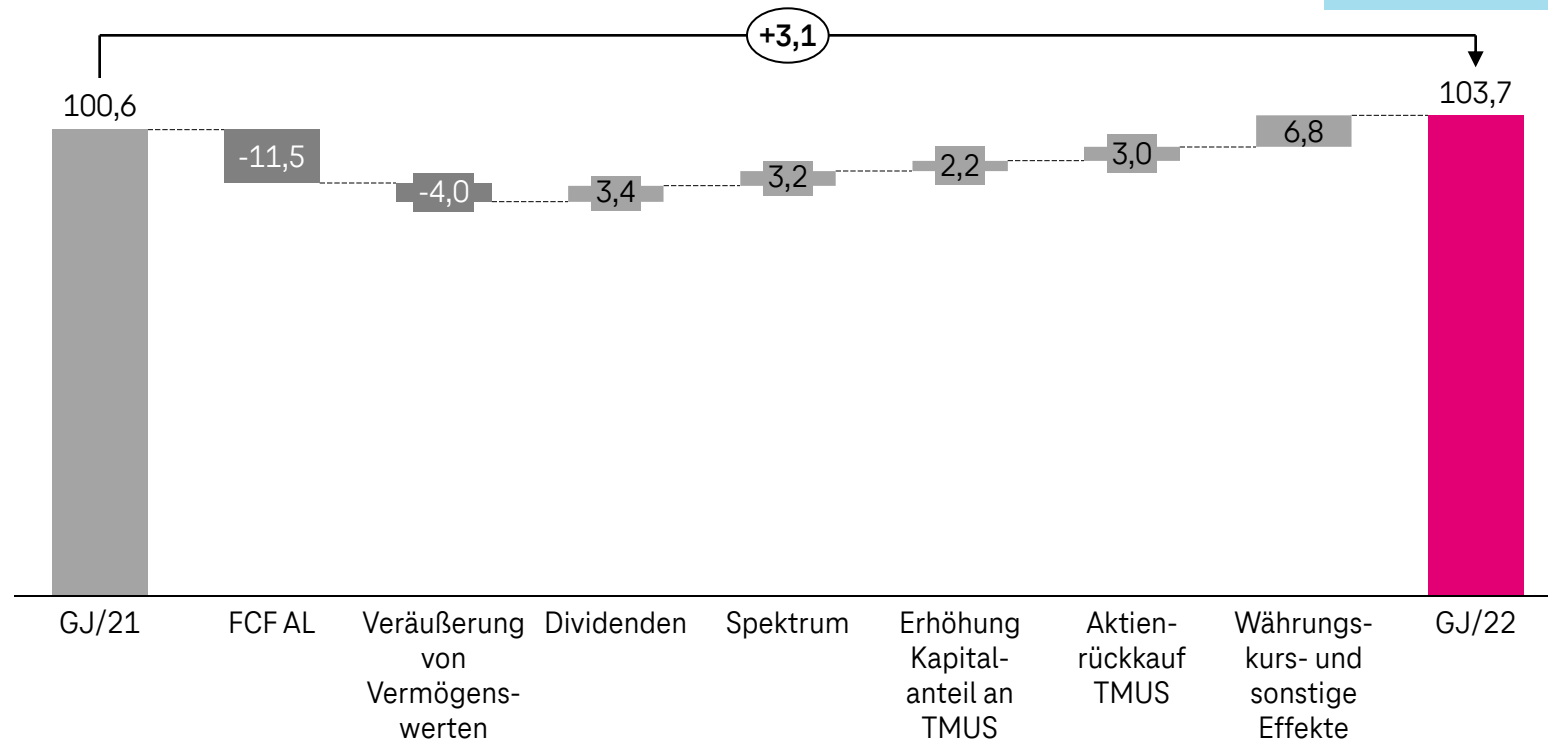 +3,1
100,6
103,7
-11,5
-4,0
3,4
3,2
2,2
3,0
6,8
GJ/21
FCF AL
Veräußerung
von
Vermögens-
werten
Dividenden
Spektrum
Erhöhung
Kapital-
anteil an
TMUS
Aktien-
rückkauf
TMUS
Währungs-
kurs- und
sonstige
Effekte
GJ/22